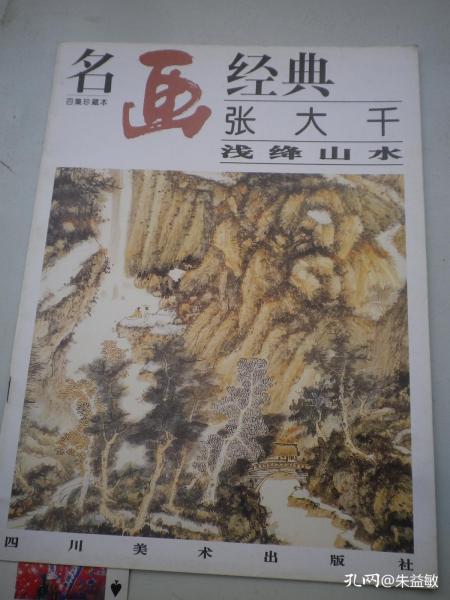 名画经典
百集珍藏本
张大千
浅绛山水
四川美术出版社
孔网@朱益敏